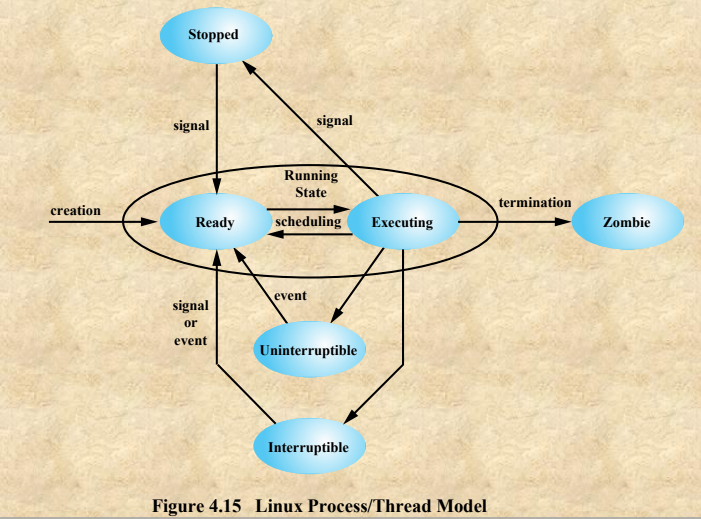 Stopped
signal
signal
Running
State
creation
Ready
scheduling
Executing
termination
Zombie
signal
or
event
event
Uninterruptible
Interruptible
Figure 4.15 Linux Process/Thread Model